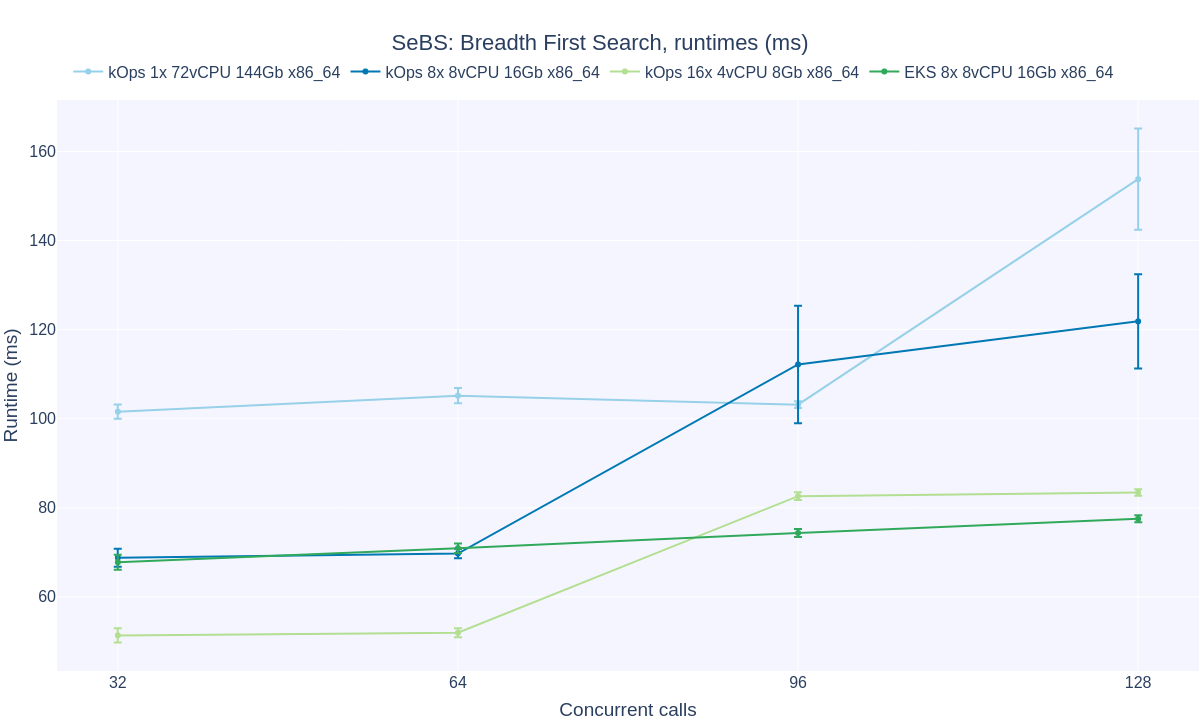 SeBS: Breadth First Search, runtimes (ms)
kOps 1x 72vCPU 144Gb x86_64 kOps 8x 8vCPU 16Gb x86_64 kOps 16x 4vCPU 8Gb x86_64 EKS 8x 8vCPU 16Gb x86_64
160
140
120
100
80
60
Runtime (ms)
32 64 96 128
Concurrent calls